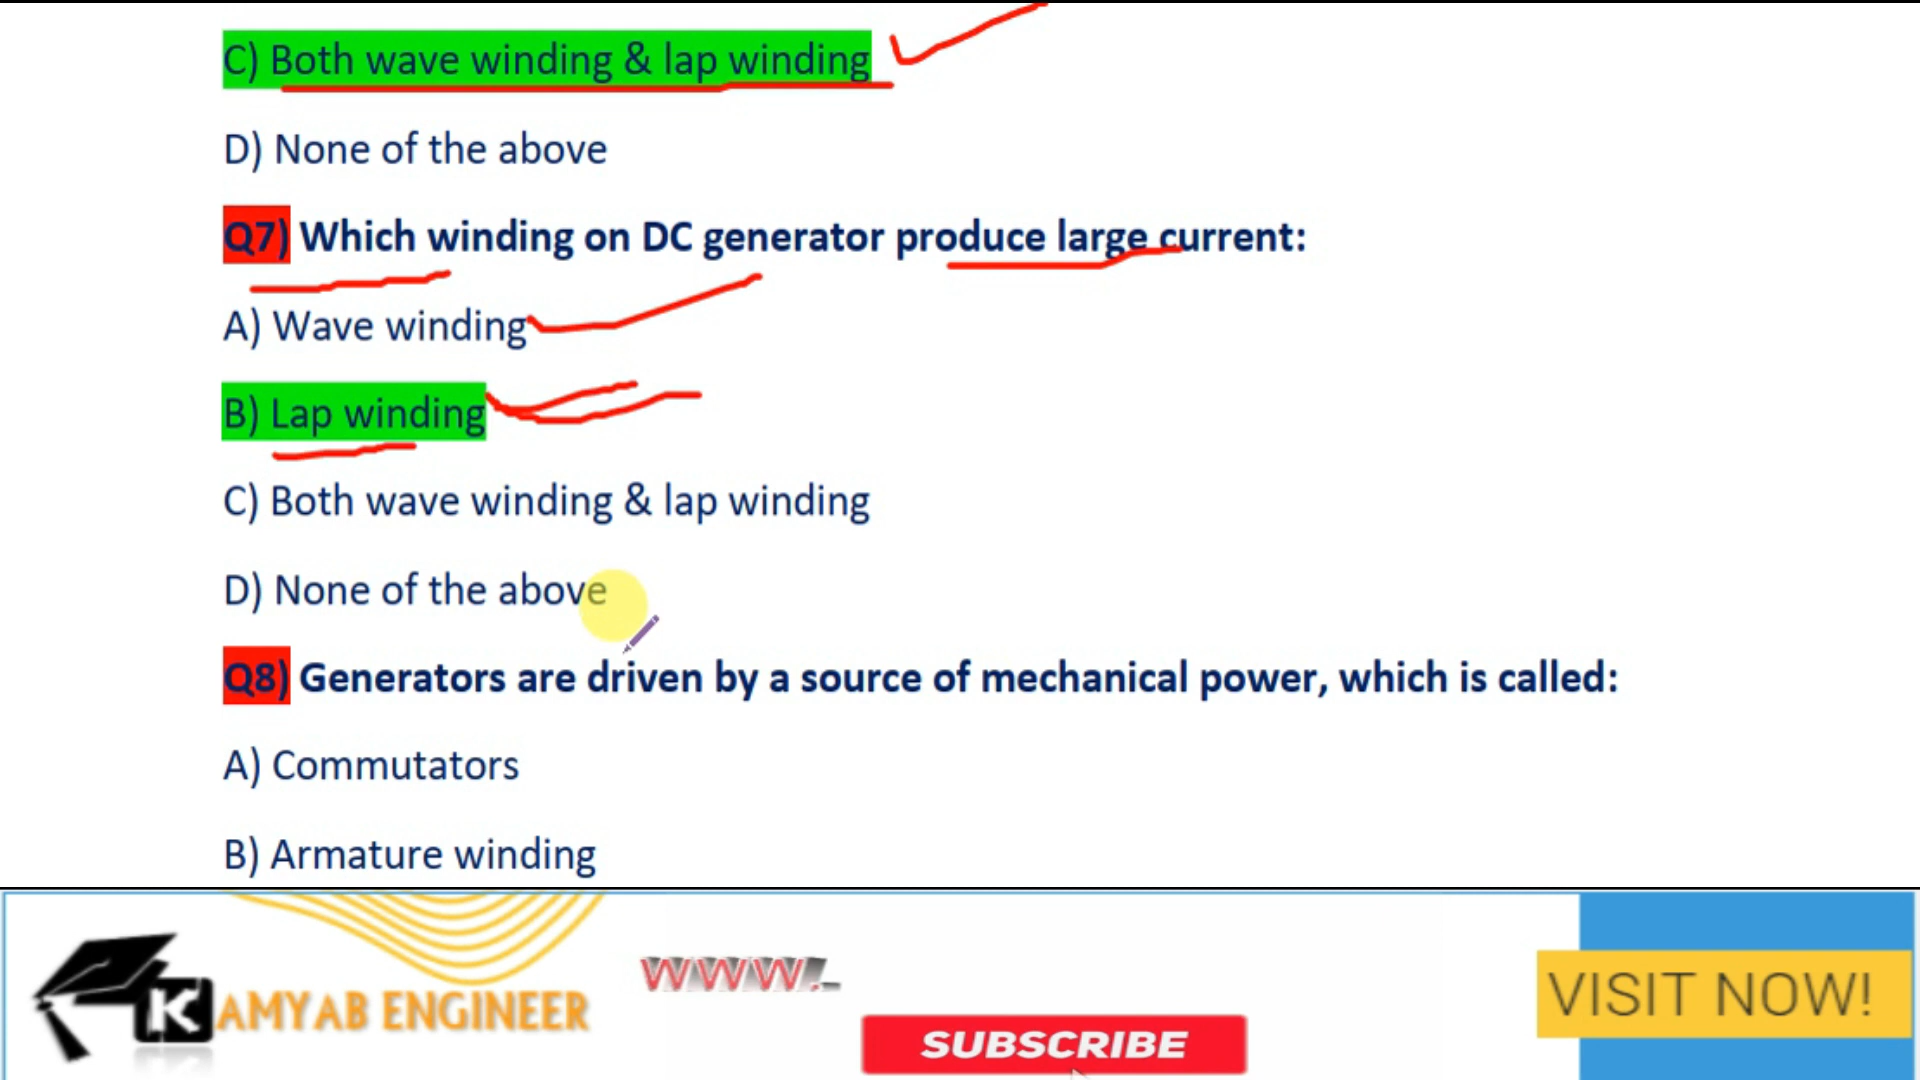 C) Both wave winding & lap winding
D) None of the above
Q7) Which winding on DC generator produce large current:
A) Wave winding
B) Lap winding
C) Both wave winding & lap winding
D) None of the above
Q8) Generators are driven by a source of mechanical power, which is called:
A) Commutators
B) Armature winding
KAMYAB ENGINEER
WWW.
SUBSCRIBE
VISIT NOW!